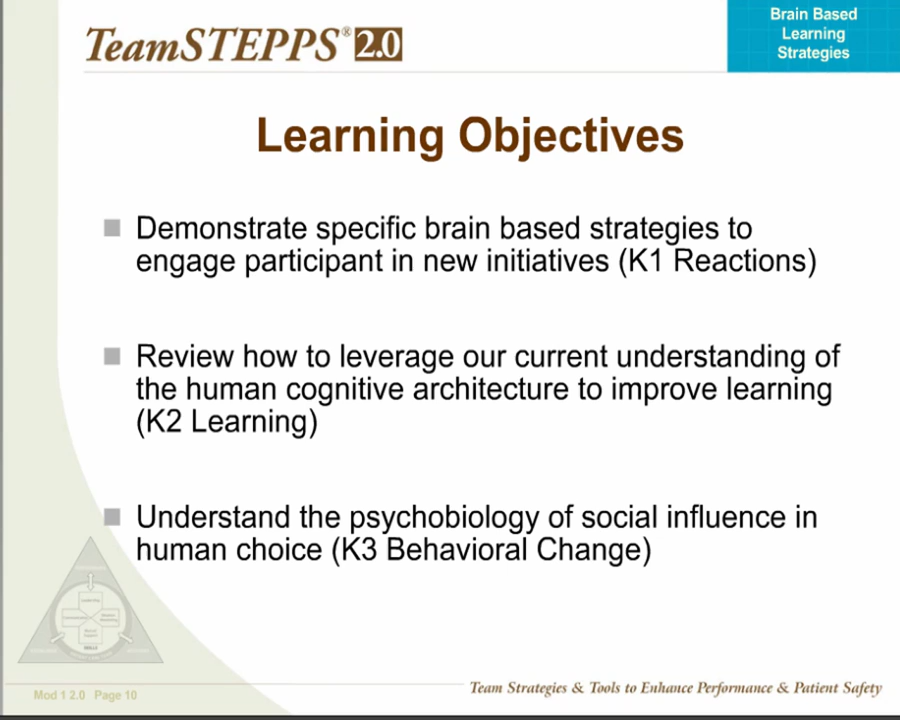 TeamSTEPPS® 2.0
Brain Based
Learning
Strategies
Learning Objectives
Demonstrate specific brain based strategies to
engage participant in new initiatives (K1 Reactions)
Review how to leverage our current understanding of
the human cognitive architecture to improve learning
(K2 Learning)
Understand the psychobiology of social influence in
human choice (K3 Behavioral Change)
Mod 1 2.0 Page 10
Team Strategies & Tools to Enhance Performance & Patient Safety